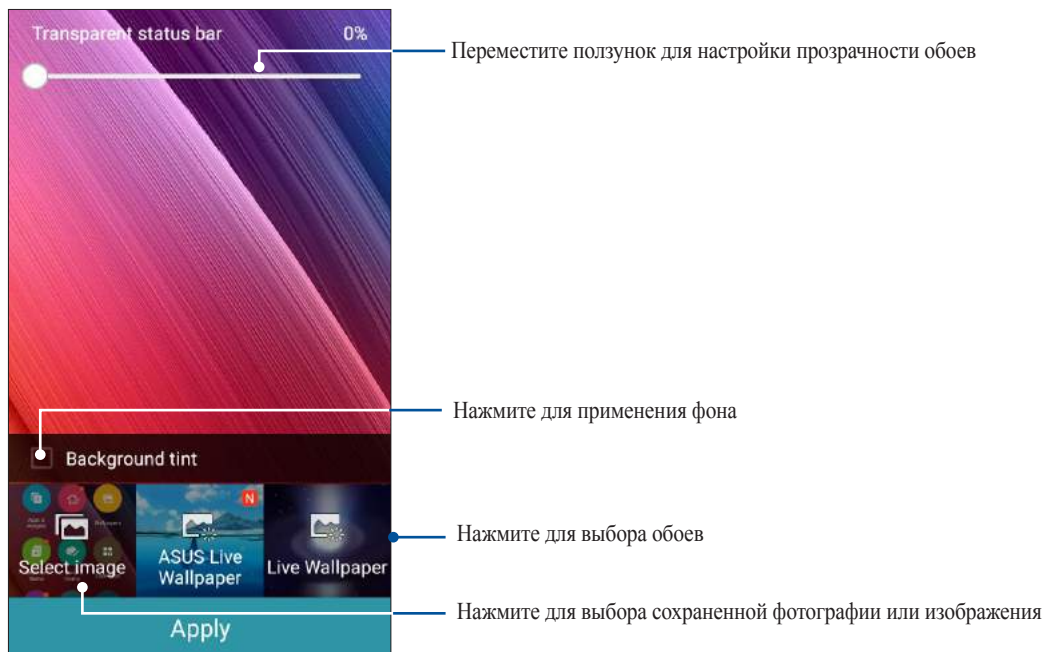 Transparent status bar 0%
Переместите ползунок для настройки прозрачности обоев
Нажмите для применения фона
Background tint
N
Нажмите для выбора обоев
Select image
ASUS Live
Wallpaper
Live Wallpaper
Нажмите для выбора сохраненной фотографии или изображения
Apply